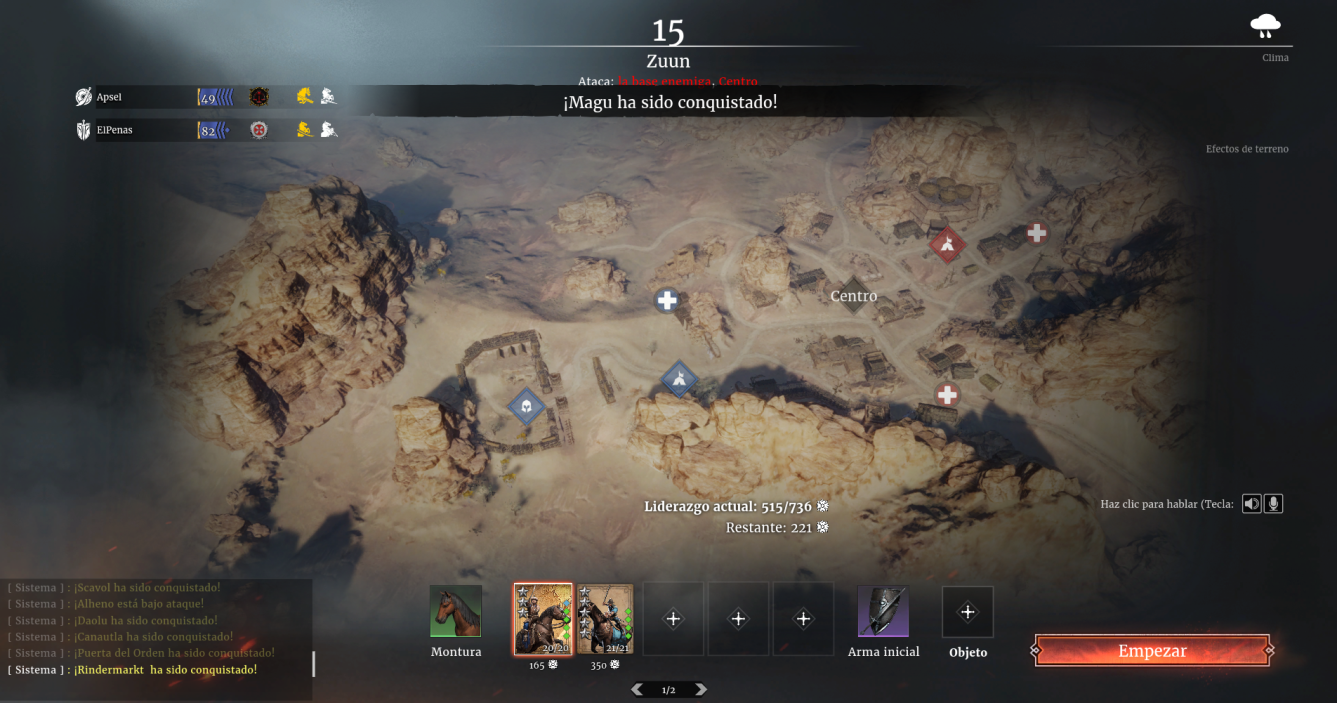 15
Zuun
Ataca: la base enemiga, Centro
¡Magu ha sido conquistado!
Clima
Apsel 49
ElPenas 82
Efectos de terreno
Centro
Liderazgo actual: 515/736
Restante: 221
Haz clic para hablar (Tecla:
[ Sistema ] : ¡Scavol ha sido conquistado!
[ Sistema ] : ¡Alheno está bajo ataque!
[ Sistema ] : ¡Daolu ha sido conquistado!
[ Sistema ] : ¡Canautla ha sido conquistado!
[ Sistema ] : ¡Puerta del Orden ha sido conquistado!
[ Sistema ] : ¡Rindermarkt ha sido conquistado!
20/20
21/21
Montura
165
350
Arma inicial
Objeto
Empezar
1/2